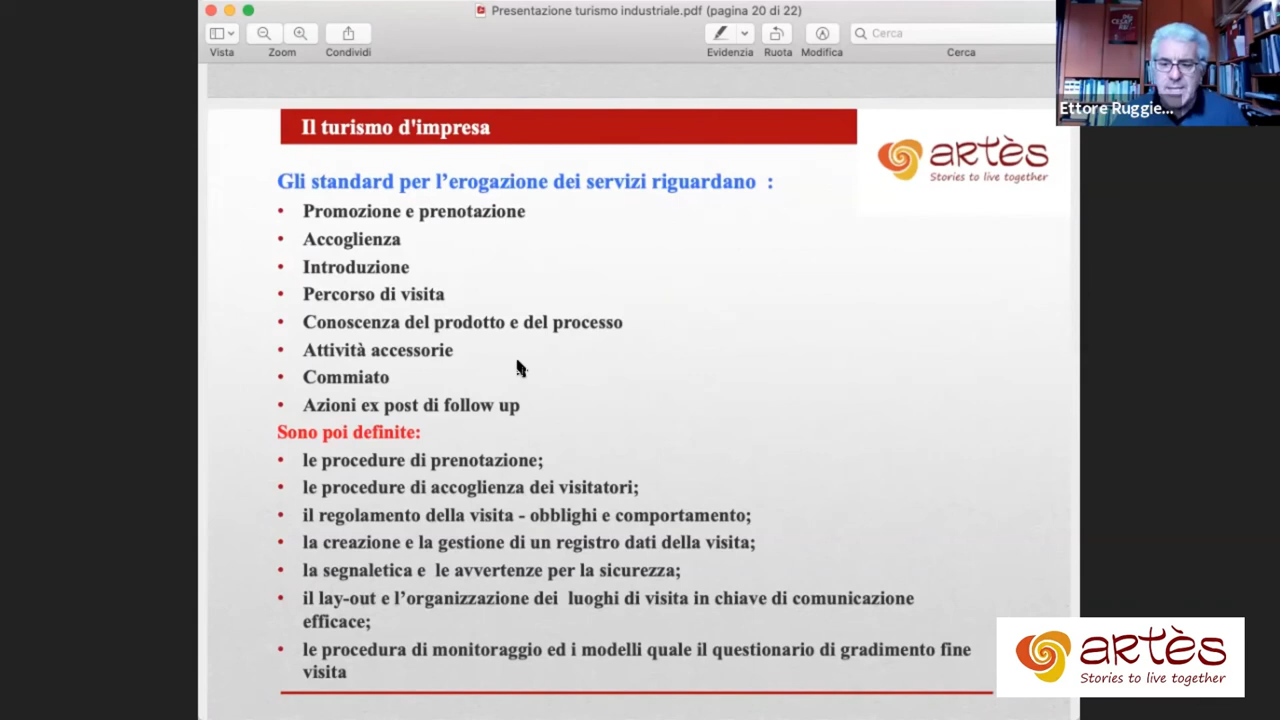 Presentazione turismo industriale.pdf (pagina 20 di 22)
Vista
Zoom
Condividi
Evidenzia
Ruota
Modifica
Cerca
Cerca
Ettore Ruggie...
Il turismo d'impresa
artès
Stories to live together
Gli standard per l'erogazione dei servizi riguardano :
• Promozione e prenotazione
• Accoglienza
• Introduzione
• Percorso di visita
• Conoscenza del prodotto e del processo
• Attività accessorie
• Commiato
• Azioni ex post di follow up
Sono poi definite:
• le procedure di prenotazione;
• le procedure di accoglienza dei visitatori;
• il regolamento della visita - obblighi e comportamento;
• la creazione e la gestione di un registro dati della visita;
• la segnaletica e le avvertenze per la sicurezza;
• il lay-out e l'organizzazione dei luoghi di visita in chiave di comunicazione
efficace;
• le procedura di monitoraggio ed i modelli quale il questionario di gradimento fine
visita
artès
Stories to live together